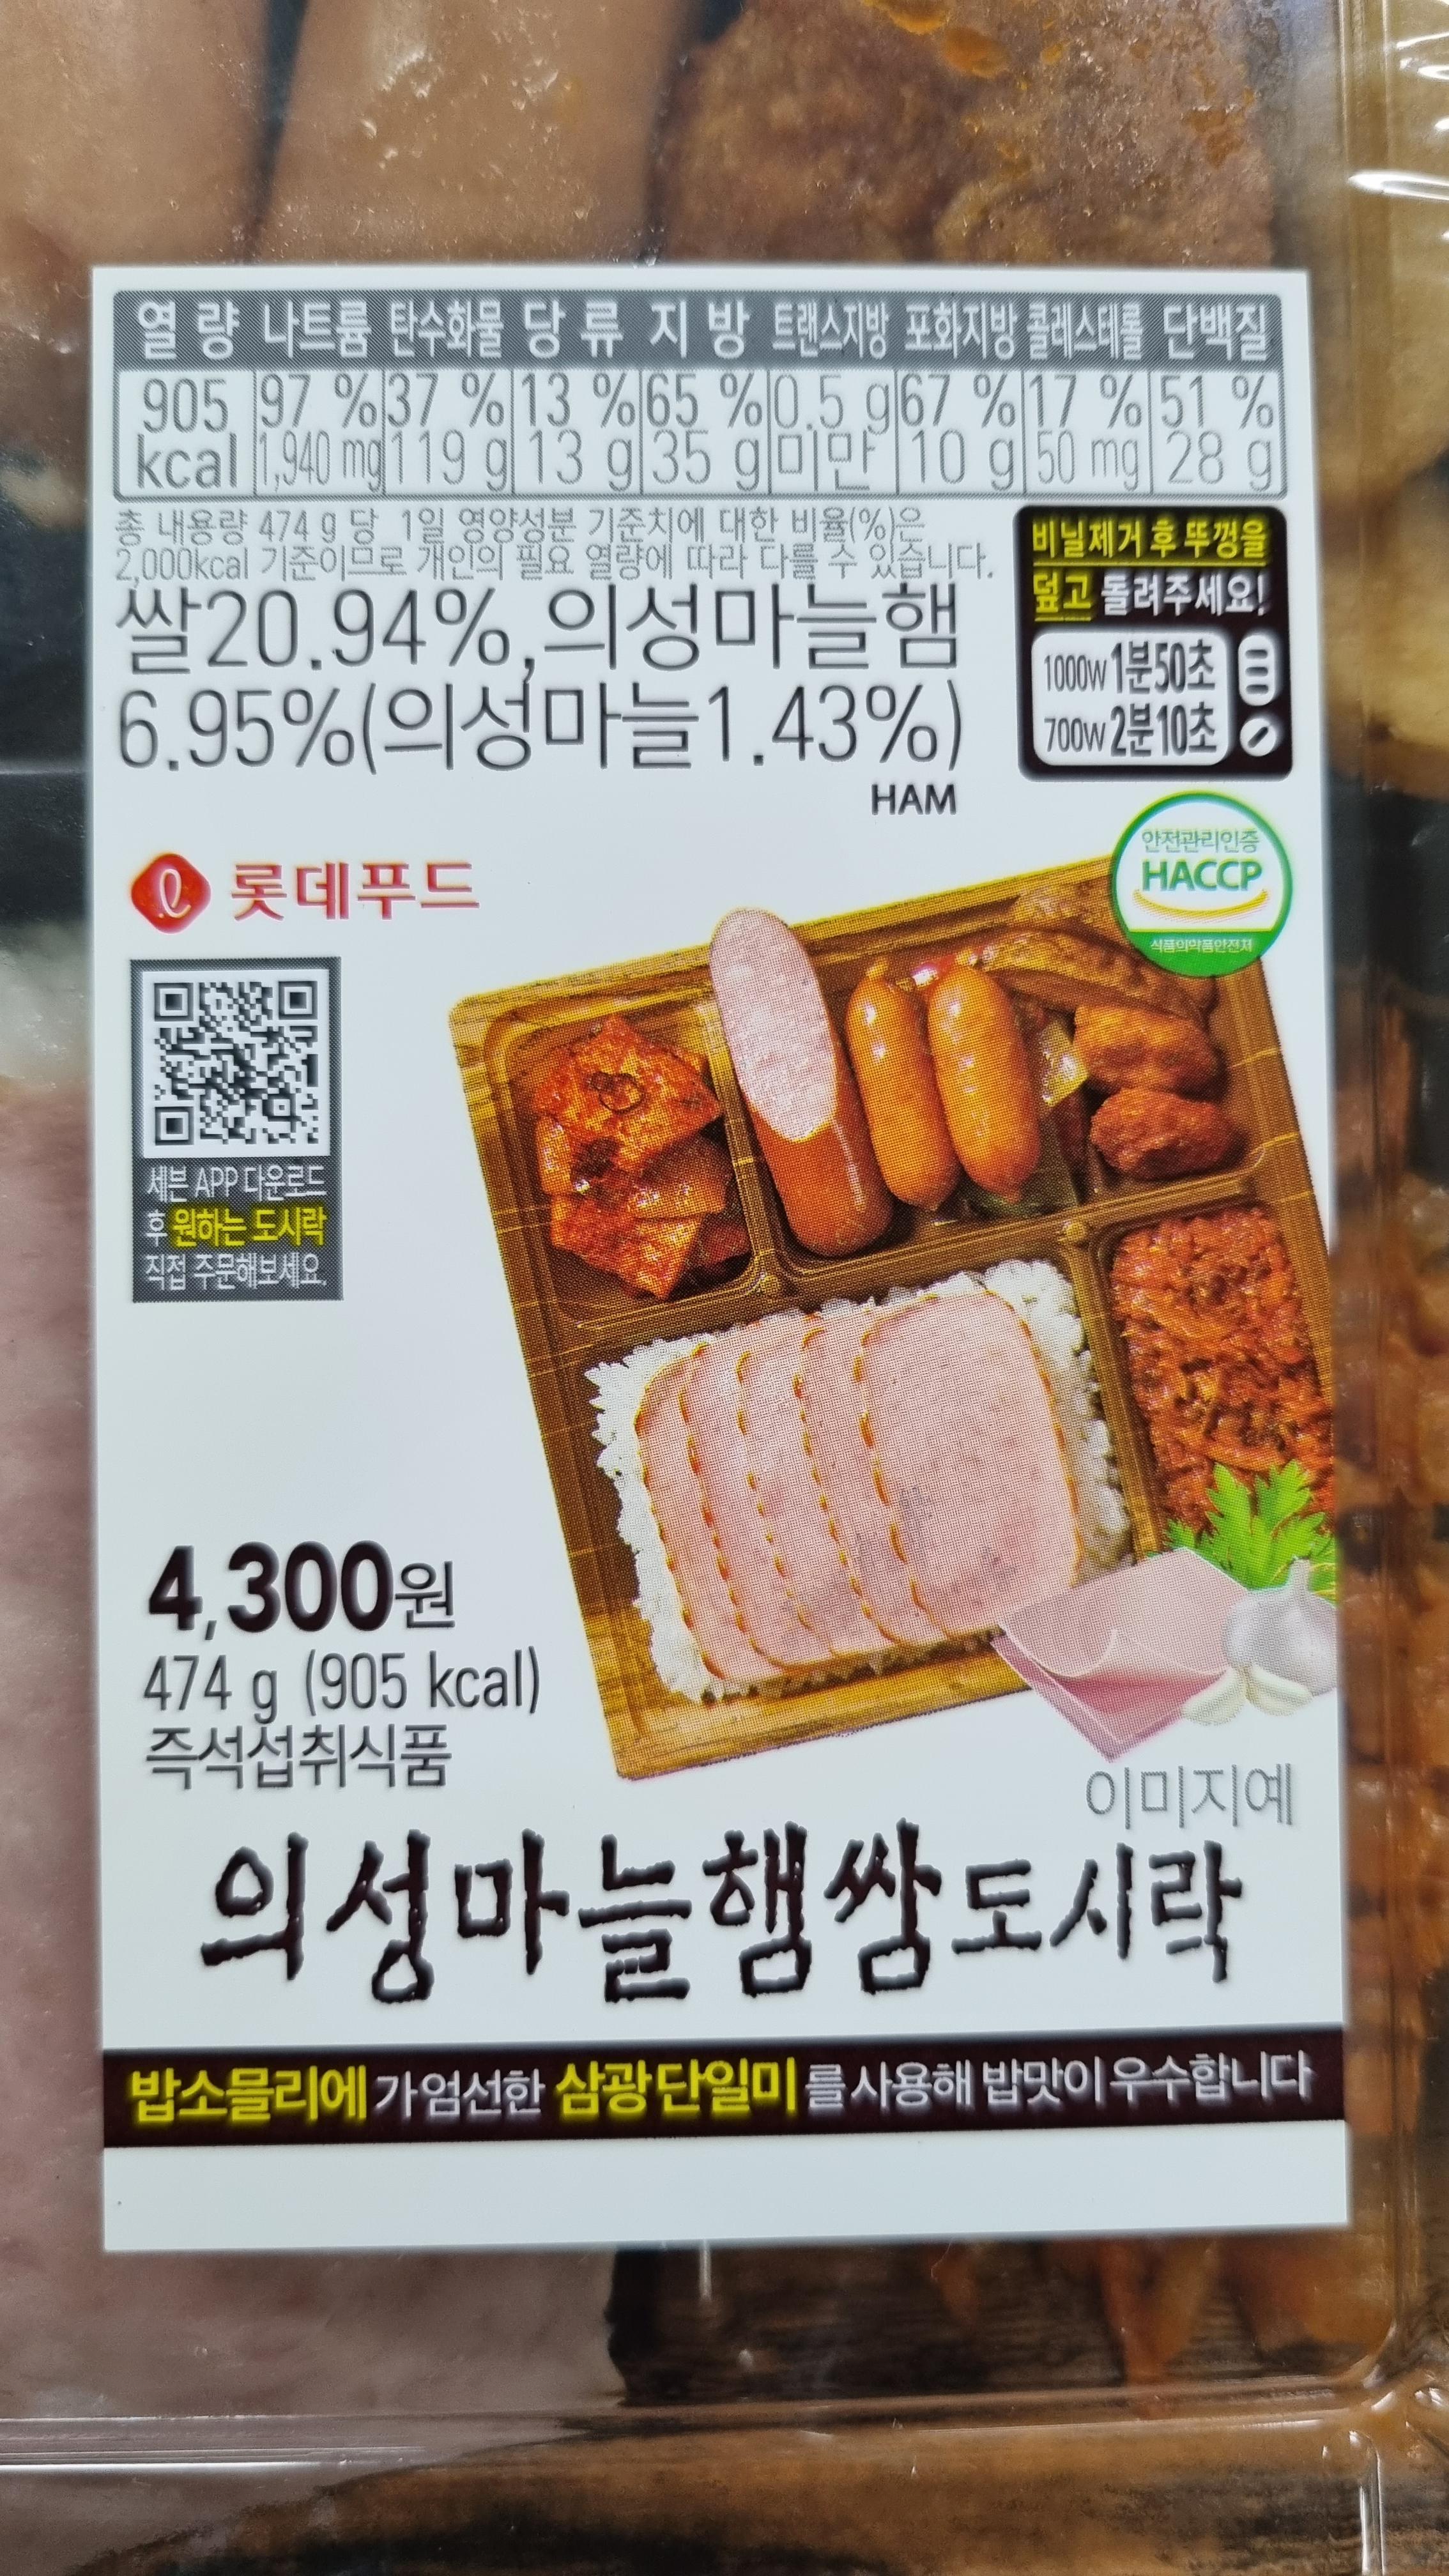 열량 나트륨 탄수화물 당류 지방 트랜스지방 포화지방 콜레스테롤 단백질
905 97 % 37 % 13 % 65 % 0.5 g 67 % 17 % 51 %
kcal 1,940 mg 119 g 13 g 35 g 미만 10 g 50 mg 28 g
총 내용량 474 g 당 1일 영양성분 기준치에 대한 비율(%)은
2,000kcal 기준이므로 개인의 필요 열량에 따라 다를 수 있습니다.
비닐제거 후 뚜껑을
덮고 돌려주세요!
1000w 1분50초
700w 2분10초
쌀20.94%,의성마늘햄
6.95%(의성마늘1.43%)
HAM
안전관리인증
HACCP
식품의약품안전처
롯데푸드
세븐 APP 다운로드
후 원하는 도시락
직접 주문해보세요.
4,300원
474 g (905 kcal)
즉석섭취식품
이미지예
의성마늘햄쌈도시락
밥소믈리에가 엄선한 삼광 단일미를 사용해 밥맛이 우수합니다